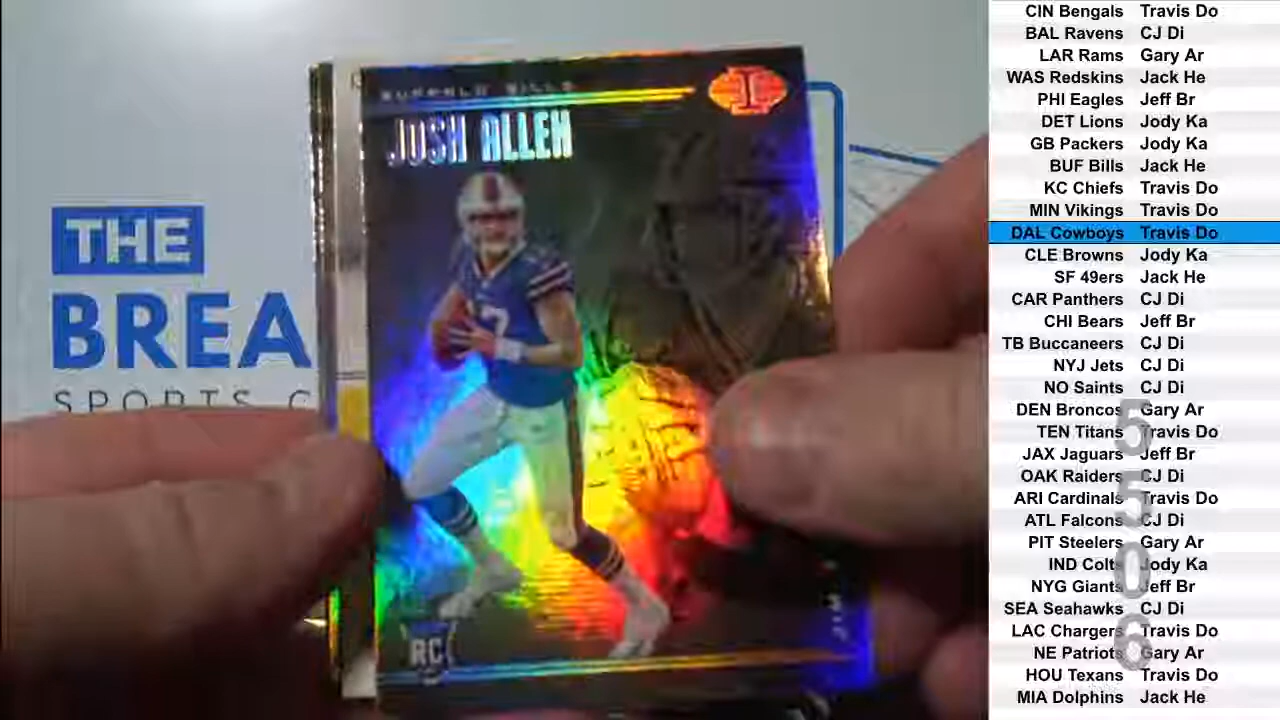 BUFFALO BILLS
JOSH ALLEN
I
RC
JIM
THE
BREA
SPORTS C
CIN Bengals Travis Do
BAL Ravens CJ Di
LAR Rams Gary Ar
WAS Redskins Jack He
PHI Eagles Jeff Br
DET Lions Jody Ka
GB Packers Jody Ka
BUF Bills Jack He
KC Chiefs Travis Do
MIN Vikings Travis Do
DAL Cowboys Travis Do
CLE Browns Jody Ka
SF 49ers Jack He
CAR Panthers CJ Di
CHI Bears Jeff Br
TB Buccaneers CJ Di
NYJ Jets CJ Di
NO Saints CJ Di
DEN Broncos Gary Ar
TEN Titans Travis Do
JAX Jaguars Jeff Br
OAK Raiders CJ Di
ARI Cardinals Travis Do
ATL Falcons CJ Di
PIT Steelers Gary Ar
IND Colts Jody Ka
NYG Giants Jeff Br
SEA Seahawks CJ Di
LAC Chargers Travis Do
NE Patriots Gary Ar
HOU Texans Travis Do
MIA Dolphins Jack He
5506